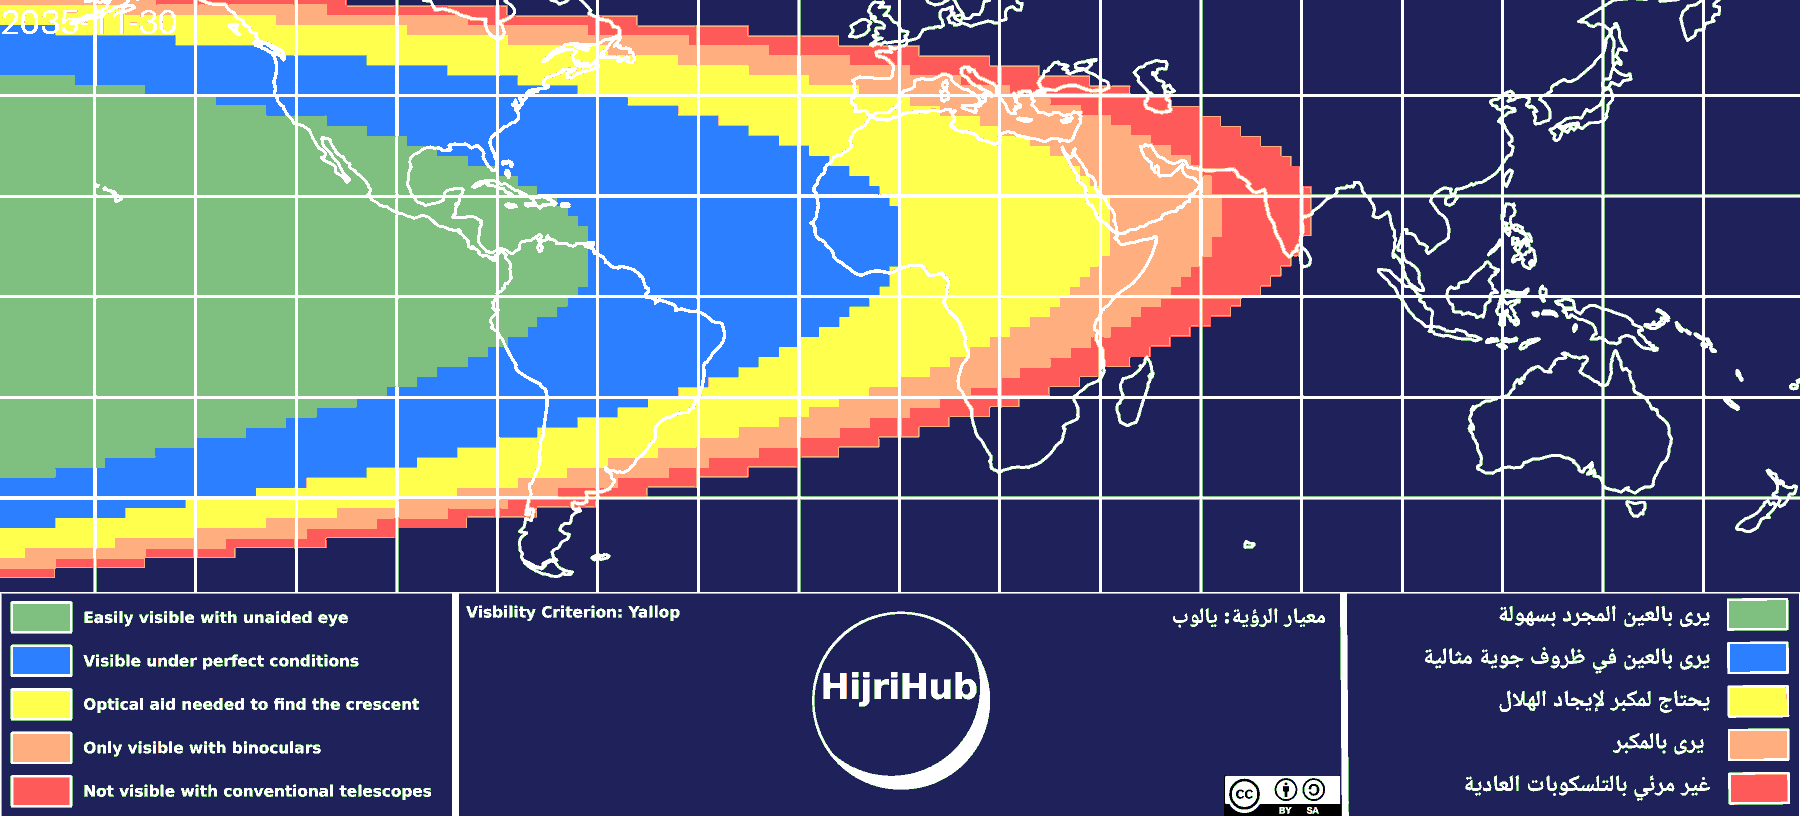 2035-11-30
Easily visible with unaided eye
Visible under perfect conditions
Optical aid needed to find the crescent
Only visible with binoculars
Not visible with conventional telescopes
Visbility Criterion: Yallop
معيار الرؤية: يالوب
HijriHub
CC
BY SA
يرى بالعين المجرد بسهولة
يرى بالعين في ظروف جوية مثالية
يحتاج لمكبر لإيجاد الهلال
يرى بالمكبر
غير مرئي بالتلسكوبات العادية